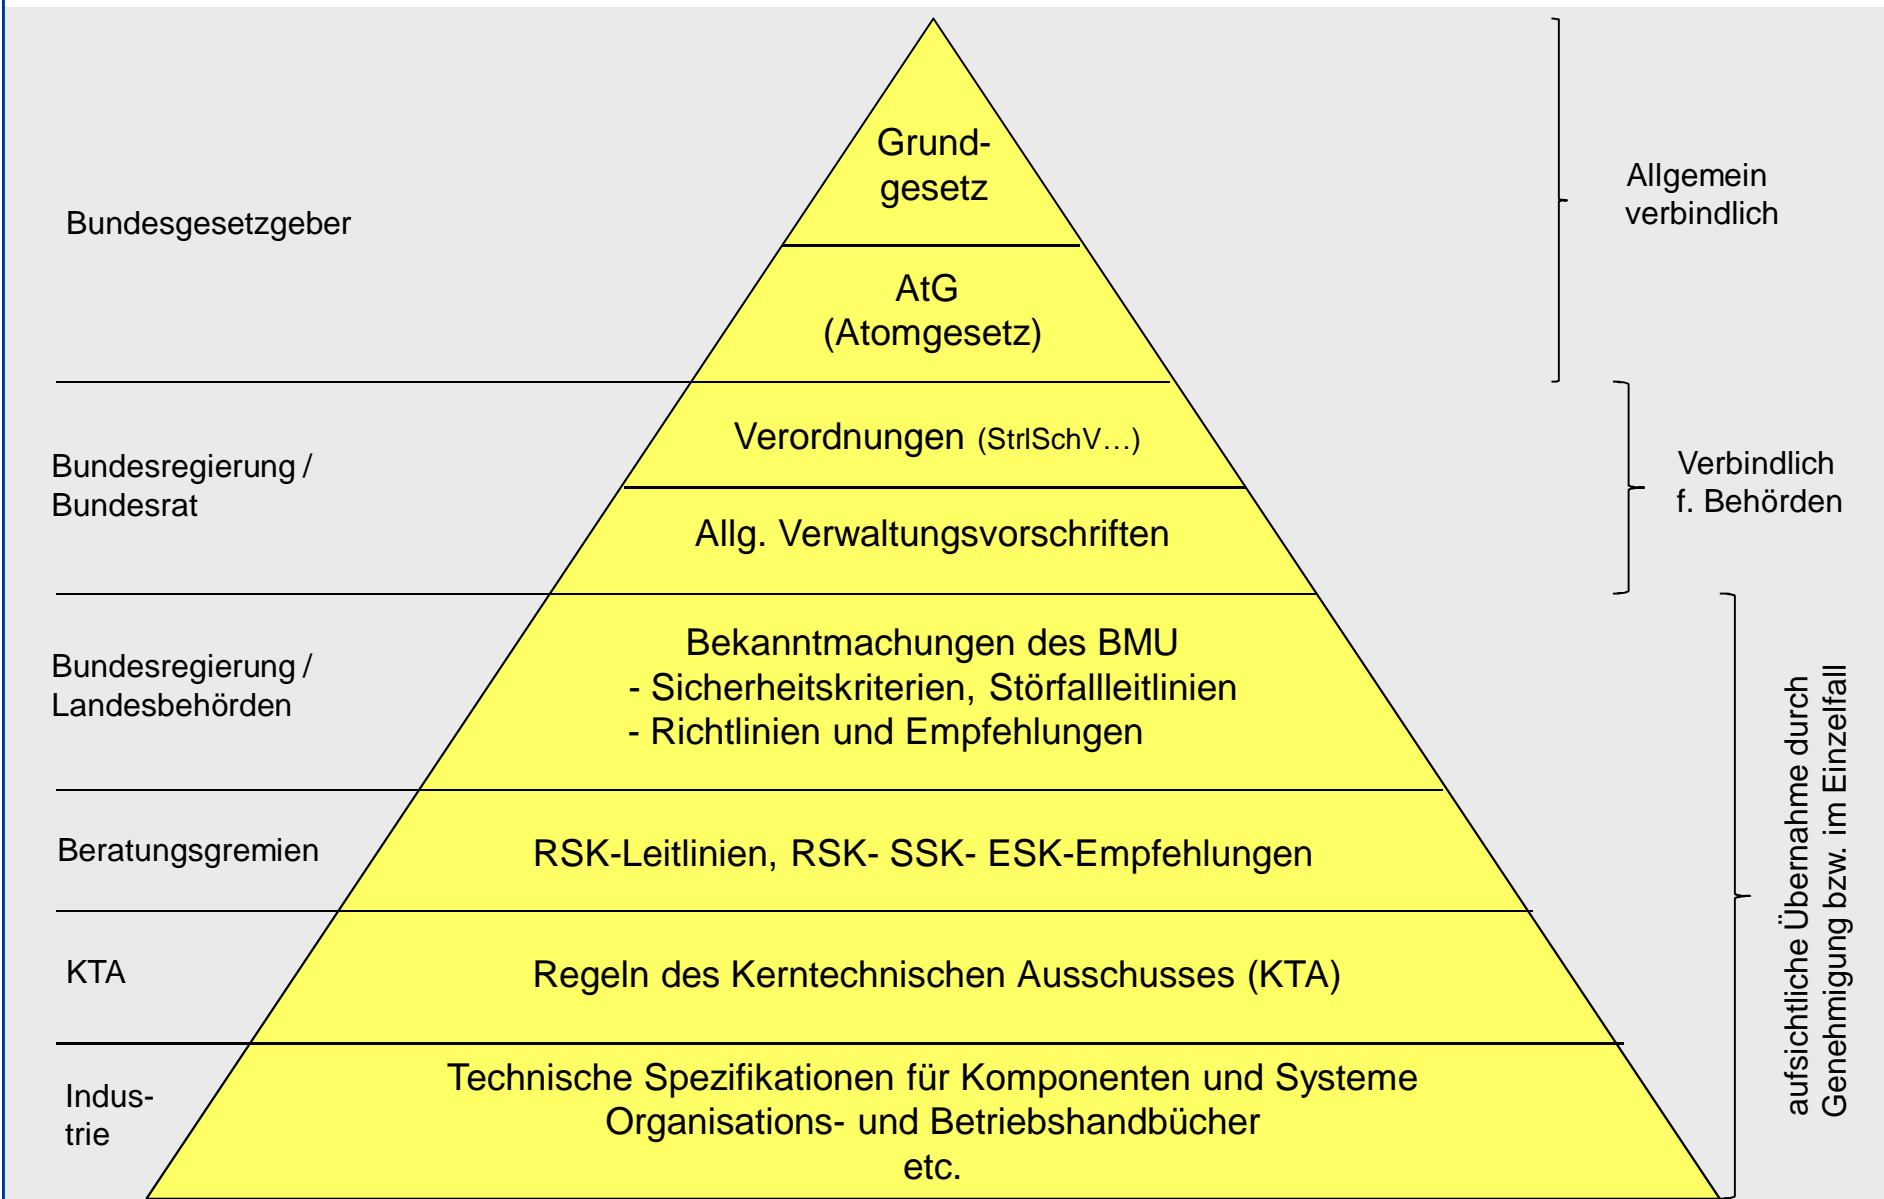 Grund-
gesetz
Bundesgesetzgeber
Allgemein
verbindlich
AtG
(Atomgesetz)
Verordnungen (StrlSchV…)
Bundesregierung /
Bundesrat
Verbindlich
f. Behörden
Allg. Verwaltungsvorschriften
Bundesregierung /
Landesbehörden
Bekanntmachungen des BMU
- Sicherheitskriterien, Störfallleitlinien
- Richtlinien und Empfehlungen
Beratungsgremien
RSK-Leitlinien, RSK- SSK- ESK-Empfehlungen
KTA
Regeln des Kerntechnischen Ausschusses (KTA)
Indus-
trie
Technische Spezifikationen für Komponenten und Systeme
Organisations- und Betriebshandbücher
etc.
aufsichtliche Übernahme durch
Genehmigung bzw. im Einzelfall